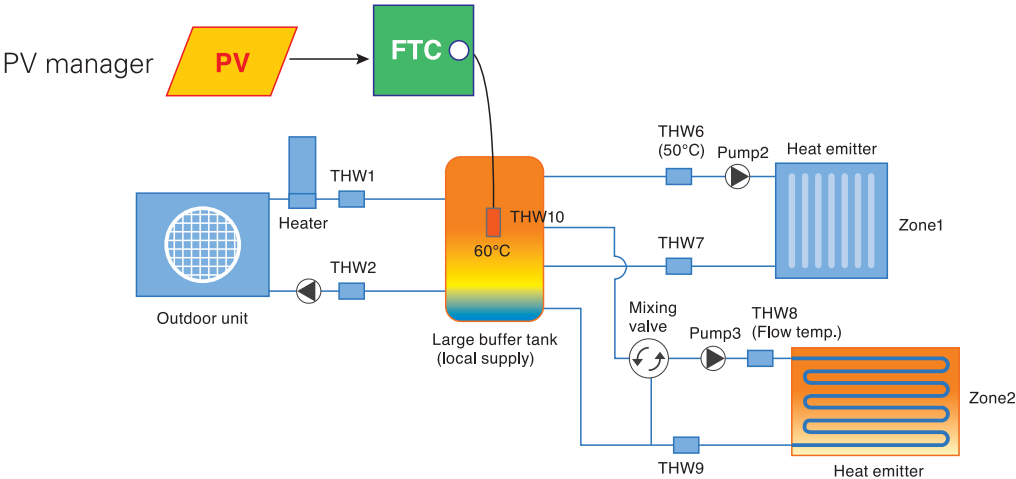 PV manager
PV
FTC
THW6
(50°C)
Pump2
Heat emitter
THW1
Heater
THW10
60°C
Zone1
THW7
THW2
Outdoor unit
Large buffer tank
(local supply)
Mixing
valve
Pump3
THW8
(Flow temp.)
Zone2
THW9
Heat emitter